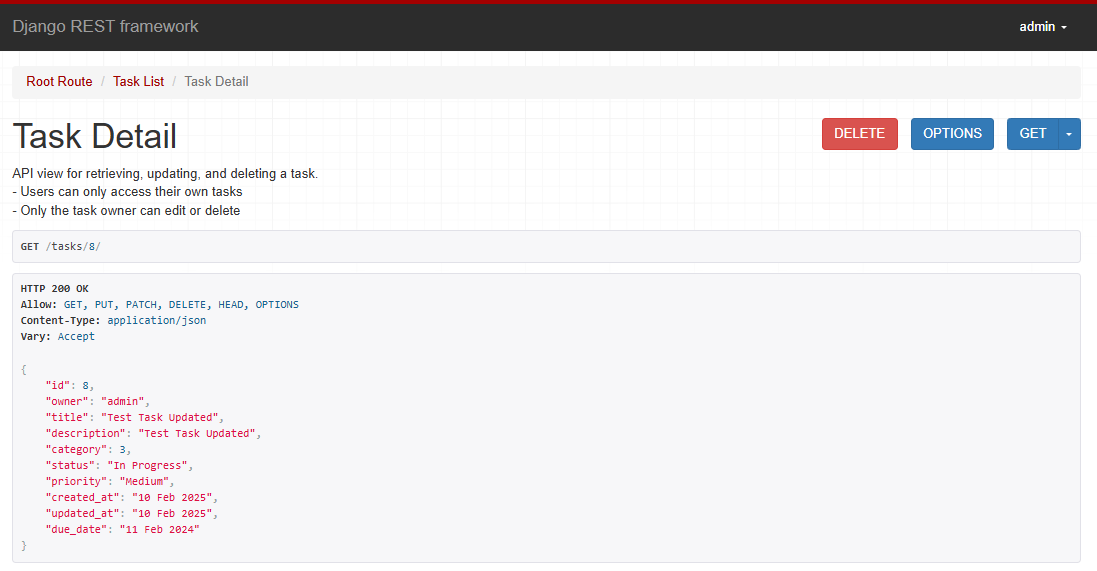 Django REST framework
admin
Root Route / Task List / Task Detail
Task Detail
DELETE
OPTIONS
GET
API view for retrieving, updating, and deleting a task.
- Users can only access their own tasks
- Only the task owner can edit or delete
GET /tasks/8/
HTTP 200 OK
Allow: GET, PUT, PATCH, DELETE, HEAD, OPTIONS
Content-Type: application/json
Vary: Accept
{
    "id": 8,
    "owner": "admin",
    "title": "Test Task Updated",
    "description": "Test Task Updated",
    "category": 3,
    "status": "In Progress",
    "priority": "Medium",
    "created_at": "10 Feb 2025",
    "updated_at": "10 Feb 2025",
    "due_date": "11 Feb 2024"
}